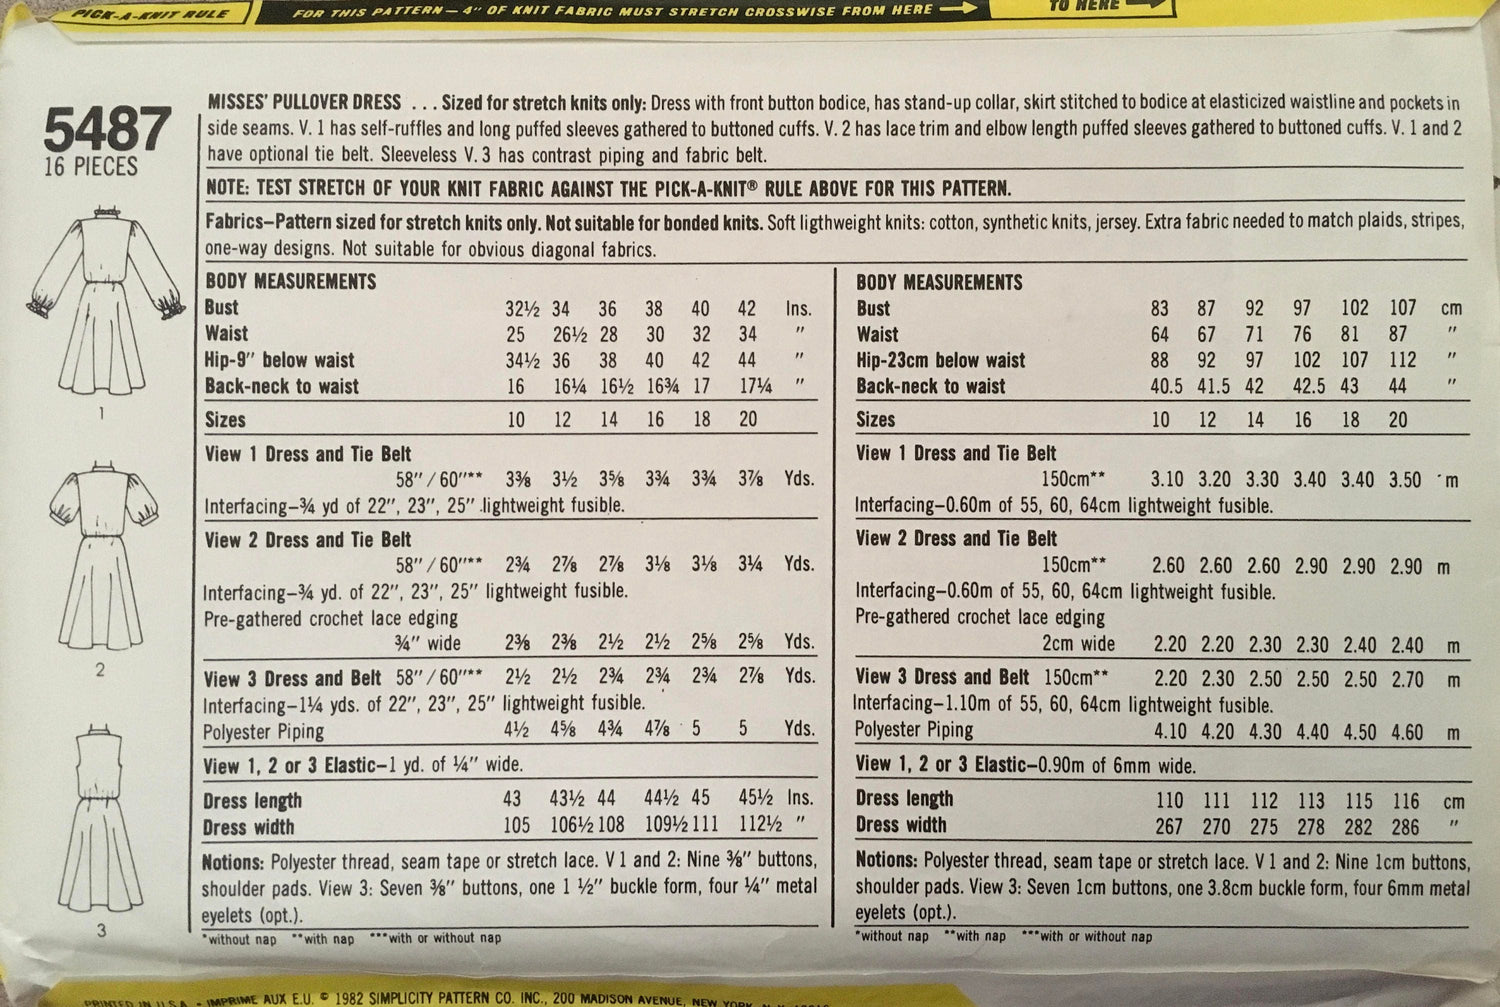 PICK-A-KNIT RULE
FOR THIS PATTERN — 4" OF KNIT FABRIC MUST STRETCH CROSSWISE FROM HERE
TO HERE
5487
16 PIECES
MISSES' PULLOVER DRESS ... Sized for stretch knits only: Dress with front button bodice, has stand-up collar, skirt stitched to bodice at elasticized waistline and pockets in
side seams. V. 1 has self-ruffles and long puffed sleeves gathered to buttoned cuffs. V. 2 has lace trim and elbow length puffed sleeves gathered to buttoned cuffs. V. 1 and 2
have optional tie belt. Sleeveless V. 3 has contrast piping and fabric belt.
NOTE: TEST STRETCH OF YOUR KNIT FABRIC AGAINST THE PICK-A-KNIT® RULE ABOVE FOR THIS PATTERN.
Fabrics—Pattern sized for stretch knits only. Not suitable for bonded knits. Soft ligthweight knits: cotton, synthetic knits, jersey. Extra fabric needed to match plaids, stripes,
one-way designs. Not suitable for obvious diagonal fabrics.
BODY MEASUREMENTS
Bust 32½ 34 36 38 40 42 Ins.
Waist 25 26½ 28 30 32 34 "
Hip-9" below waist 34½ 36 38 40 42 44 "
Back-neck to waist 16 16¼ 16½ 16¾ 17 17¼ "
Sizes 10 12 14 16 18 20
View 1 Dress and Tie Belt
58" / 60"** 3⅜ 3½ 3⅝ 3¾ 3¾ 3⅞ Yds.
Interfacing—¾ yd of 22", 23", 25" lightweight fusible.
View 2 Dress and Tie Belt
58" / 60"** 2¾ 2⅞ 2⅞ 3⅛ 3⅛ 3¼ Yds.
Interfacing—¾ yd. of 22", 23", 25" lightweight fusible.
Pre-gathered crochet lace edging
¾" wide 2⅜ 2⅜ 2½ 2½ 2⅝ 2⅝ Yds.
View 3 Dress and Belt 58" / 60"** 2½ 2½ 2¾ 2¾ 2¾ 2⅞ Yds.
Interfacing—1¼ yds. of 22", 23", 25" lightweight fusible.
Polyester Piping 4½ 4⅝ 4¾ 4⅞ 5 5 Yds.
View 1, 2 or 3 Elastic—1 yd. of ¼" wide.
Dress length 43 43½ 44 44½ 45 45½ Ins.
Dress width 105 106½ 108 109½ 111 112½ "
Notions: Polyester thread, seam tape or stretch lace. V 1 and 2: Nine ⅜" buttons,
shoulder pads. View 3: Seven ⅜" buttons, one 1 ½" buckle form, four ¼" metal
eyelets (opt.).
*without nap **with nap ***with or without nap
BODY MEASUREMENTS
Bust 83 87 92 97 102 107 cm
Waist 64 67 71 76 81 87 "
Hip-23cm below waist 88 92 97 102 107 112 "
Back-neck to waist 40.5 41.5 42 42.5 43 44 "
Sizes 10 12 14 16 18 20
View 1 Dress and Tie Belt
150cm** 3.10 3.20 3.30 3.40 3.40 3.50 m
Interfacing—0.60m of 55, 60, 64cm lightweight fusible.
View 2 Dress and Tie Belt
150cm** 2.60 2.60 2.60 2.90 2.90 2.90 m
Interfacing—0.60m of 55, 60, 64cm lightweight fusible.
Pre-gathered crochet lace edging
2cm wide 2.20 2.20 2.30 2.30 2.40 2.40 m
View 3 Dress and Belt 150cm** 2.20 2.30 2.50 2.50 2.50 2.70 m
Interfacing—1.10m of 55, 60, 64cm lightweight fusible.
Polyester Piping 4.10 4.20 4.30 4.40 4.50 4.60 m
View 1, 2 or 3 Elastic—0.90m of 6mm wide.
Dress length 110 111 112 113 115 116 cm
Dress width 267 270 275 278 282 286 "
Notions: Polyester thread, seam tape or stretch lace. V 1 and 2: Nine 1cm buttons,
shoulder pads. View 3: Seven 1cm buttons, one 3.8cm buckle form, four 6mm metal
eyelets (opt.).
*without nap **with nap ***with or without nap
1
2
3
PRINTED IN U.S.A. - IMPRIME AUX E.U. © 1982 SIMPLICITY PATTERN CO. INC., 200 MADISON AVENUE, NEW YORK,